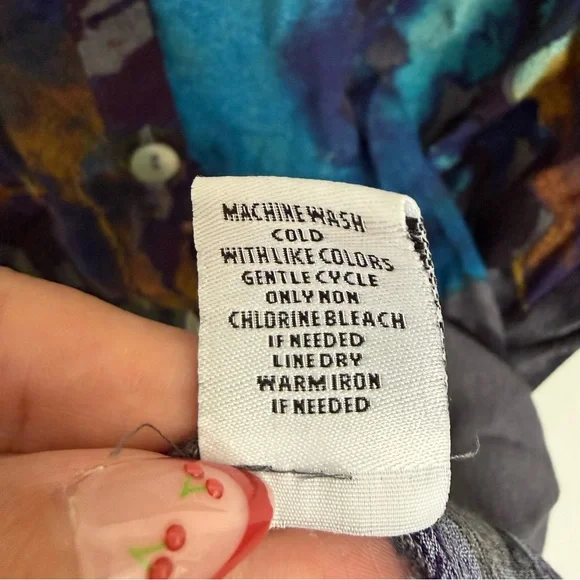 MACHINE WASH
COLD
WITH LIKE COLORS
GENTLE CYCLE
ONLY NON
CHLORINE BLEACH
IF NEEDED
LINE DRY
WARM IRON
IF NEEDED